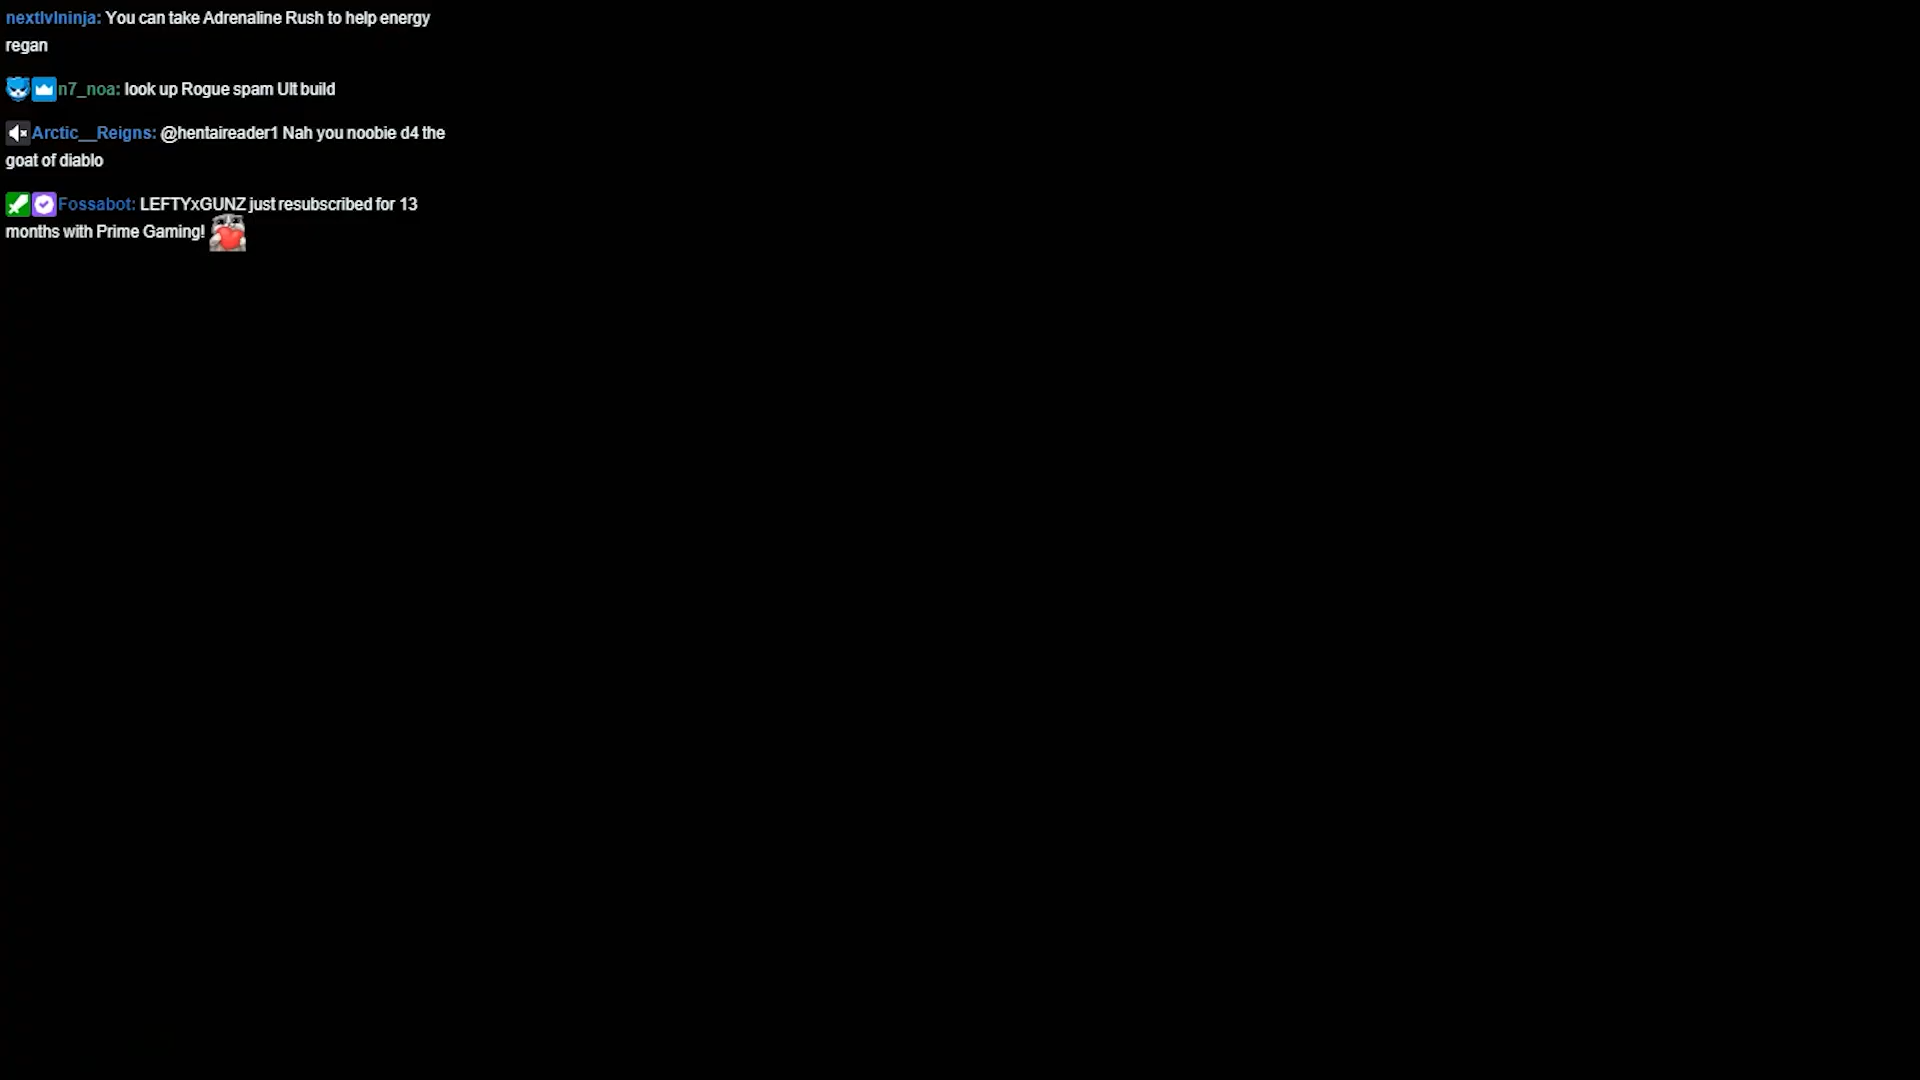 nextlvlninja: You can take Adrenaline Rush to help energy
regan
n7_noa: look up Rogue spam Ult build
Arctic__Reigns: @hentaireader1 Nah you noobie d4 the
goat of diablo
Fossabot: LEFTYxGUNZ just resubscribed for 13
months with Prime Gaming!